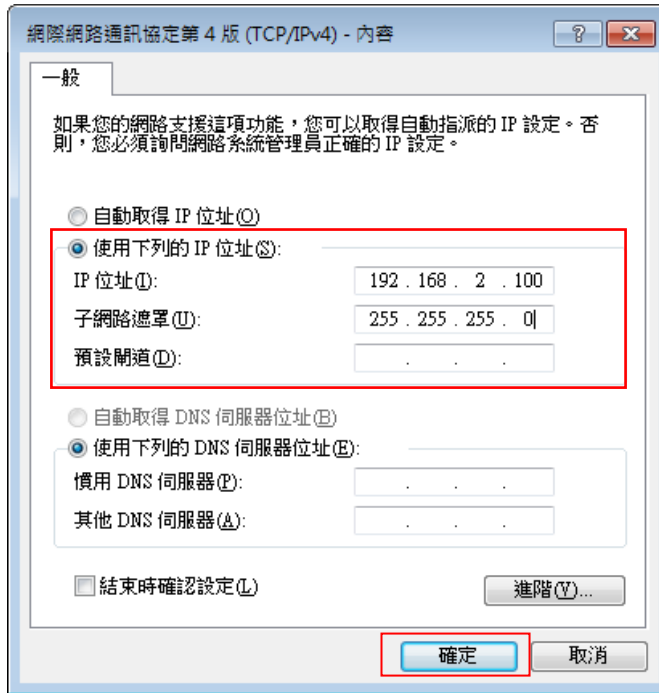 網際網路通訊協定第 4 版 (TCP/IPv4) - 內容
一般
如果您的網路支援這項功能，您可以取得自動指派的 IP 設定。否
則，您必須詢問網路系統管理員正確的 IP 設定。
自動取得 IP 位址(O)
使用下列的 IP 位址(S):
IP 位址(I): 192 . 168 . 2 . 100
子網路遮罩(U): 255 . 255 . 255 . 0
預設閘道(D): . . .
自動取得 DNS 伺服器位址(B)
使用下列的 DNS 伺服器位址(E):
慣用 DNS 伺服器(P): . . .
其他 DNS 伺服器(A): . . .
結束時確認設定(L)
進階(V)...
確定 取消